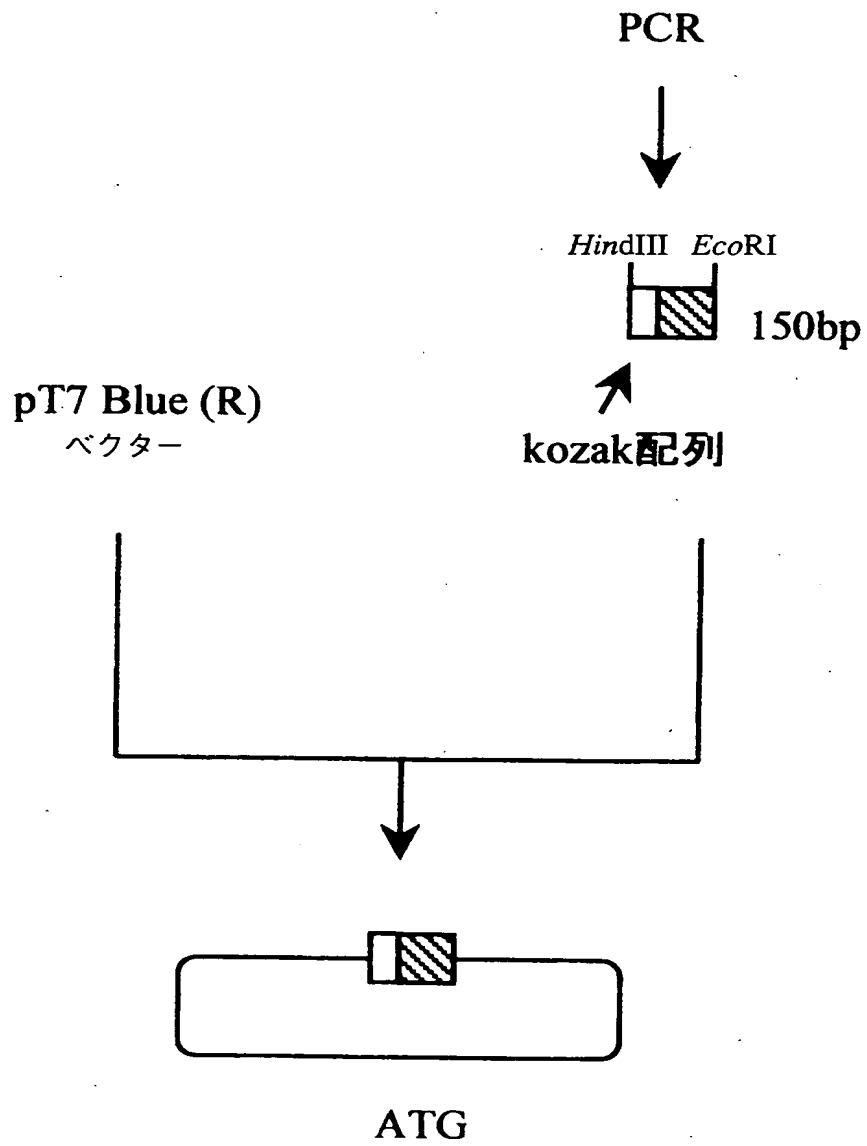 PCR
HindIII EcoRI
150bp
pT7 Blue (R)
ベクター
kozak配列
ATG